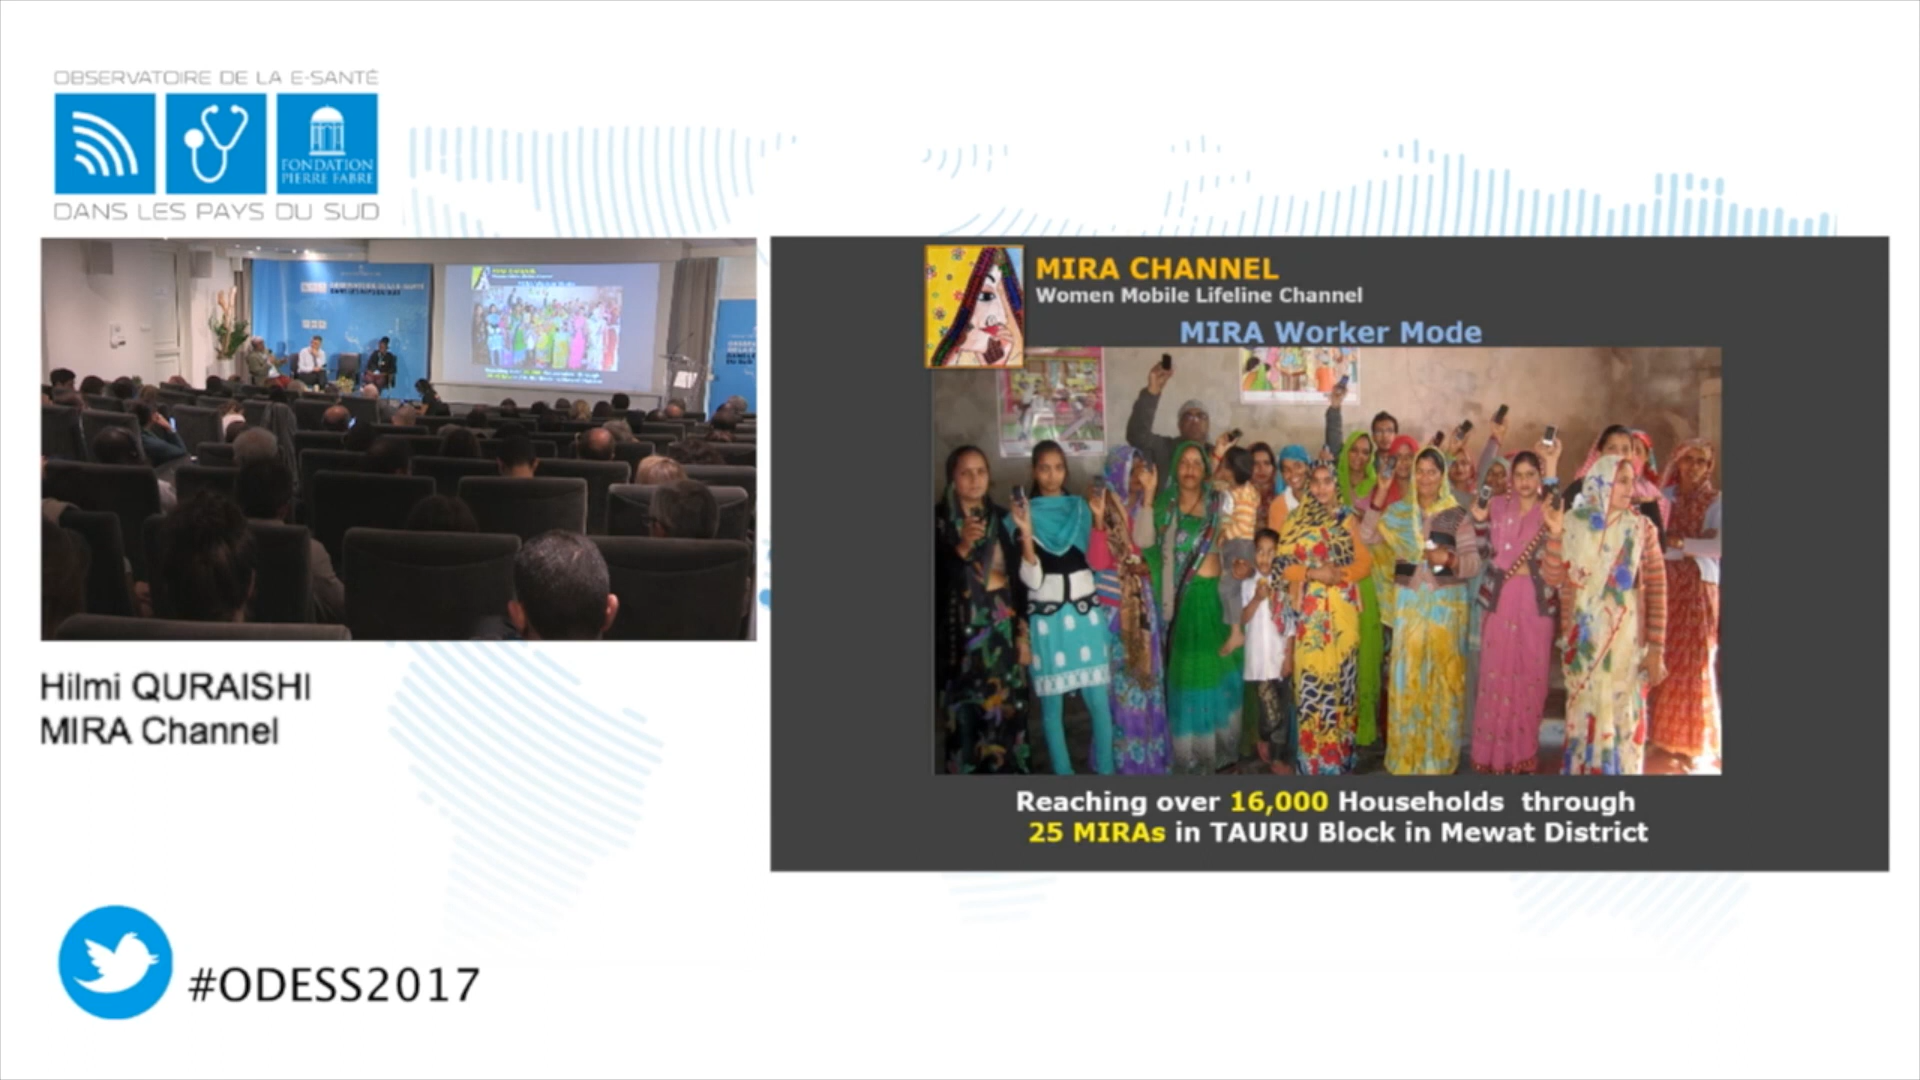 OBSERVATOIRE DE LA E-SANTÉ
FONDATION
PIERRE FABRE
DANS LES PAYS DU SUD
MIRA CHANNEL
Women Mobile Lifeline Channel
MIRA Worker Mode
Reaching over 16,000 Households through
25 MIRAs in TAURU Block in Mewat District
Hilmi QURAISHI
MIRA Channel
#ODESS2017